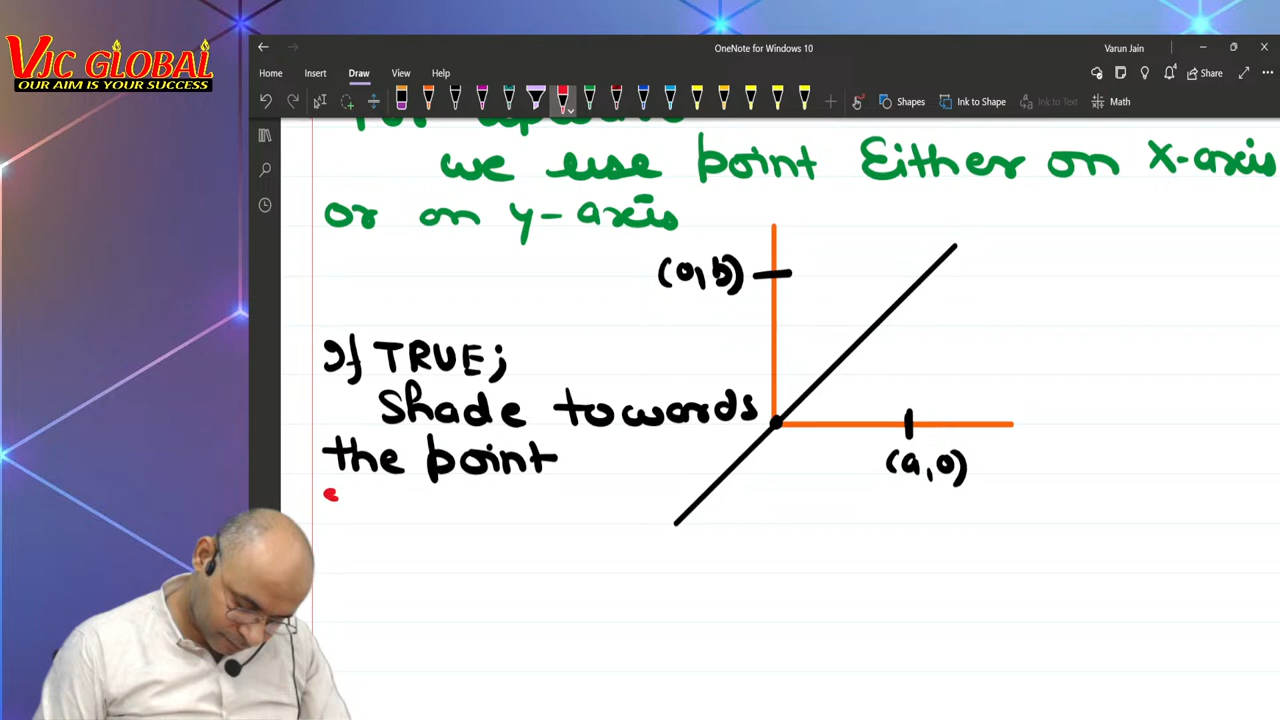 VJC GLOBAL
OUR AIM IS YOUR SUCCESS
OneNote for Windows 10
Varun Jain
Home Insert Draw View Help
Share
Shapes Ink to Shape Ink to Text Math
we use point Either on x-axis
or on y-axis
(0,b)
If TRUE;
Shade towards
the point
(a,0)